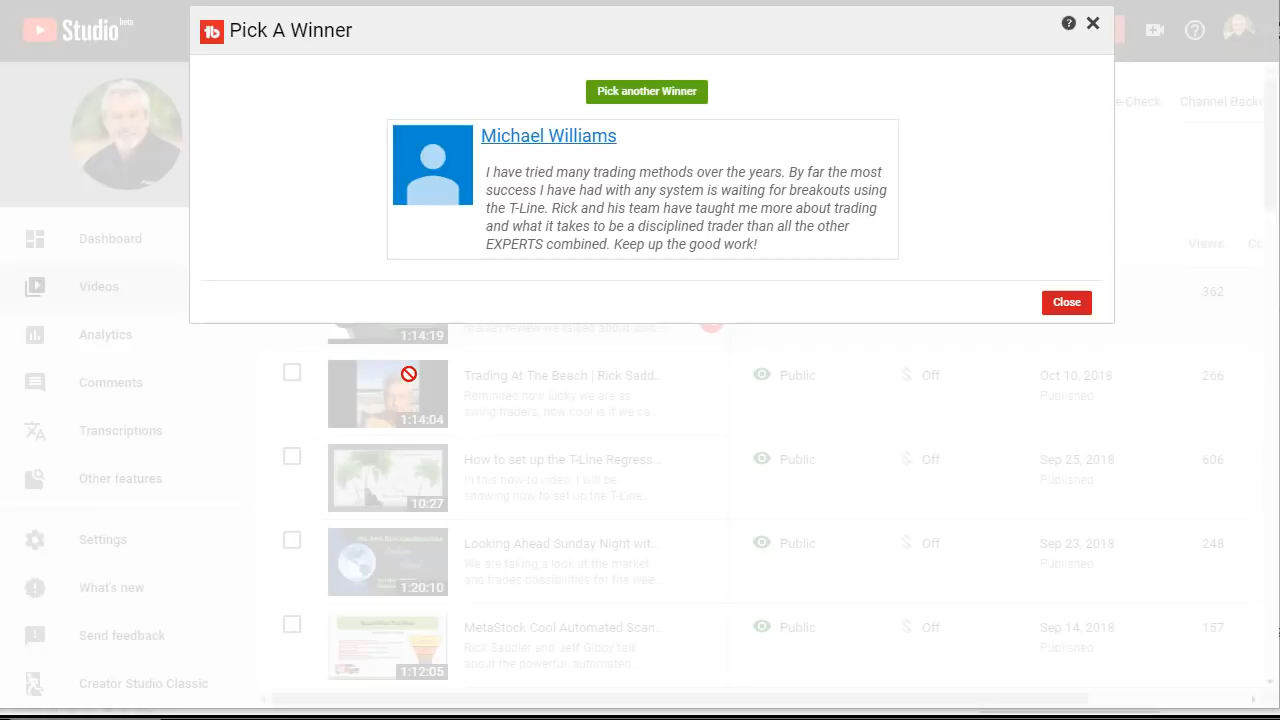 Studio beta
Pick A Winner
Pick another Winner
Michael Williams
I have tried many trading methods over the years. By far the most
success I have had with any system is waiting for breakouts using
the T-Line. Rick and his team have taught me more about trading
and what it takes to be a disciplined trader than all the other
EXPERTS combined. Keep up the good work!
Close
Channel
Dashboard
Videos
Analytics
Comments
Transcriptions
Other features
Settings
What's new
Send feedback
Creator Studio Classic
Views
362
1:14:19
Trading At The Beach | Rick Sadd...
Reminded how lucky we are as
swing traders, how cool is it we ca...
1:14:04
Public
Off
Oct 10, 2018
Published
266
How to set up the T-Line Regress...
In this how-to video, I will be
showing how to set up the T-Line...
10:27
Public
Off
Sep 25, 2018
Published
606
Looking Ahead Sunday Night wit...
We are taking a look at the market
and trades possibilities for the wee...
1:20:10
Public
Off
Sep 23, 2018
Published
248
MetaStock Cool Automated Scan...
Rick Saddler and Jeff Gibby talk
about the powerful automated...
1:12:05
Public
Off
Sep 14, 2018
Published
157